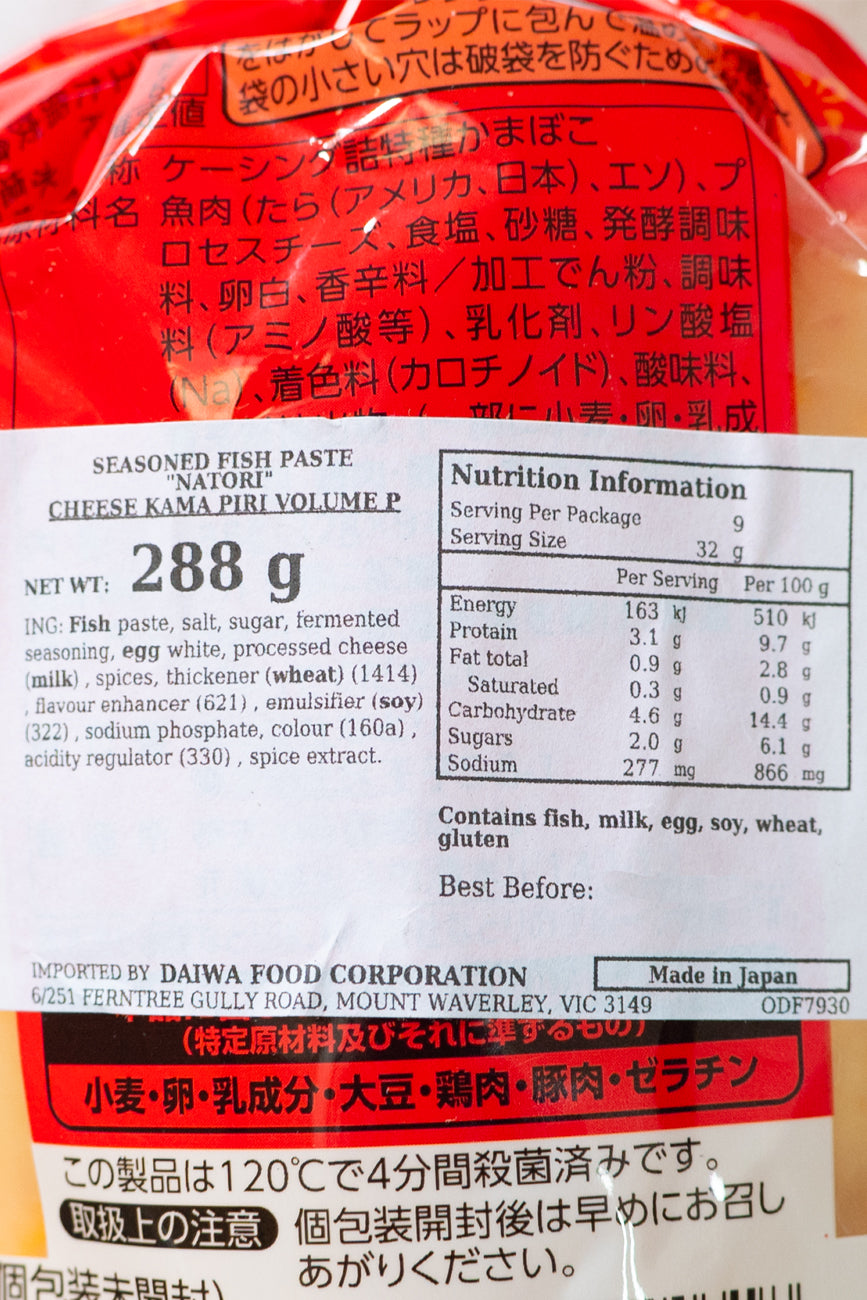 をはがしてラップに包んで温め
袋の小さい穴は破袋を防ぐため
値
称 ケーシング詰特種かまぼこ
原材料名 魚肉(たら(アメリカ、日本)、エソ)、プ
ロセスチーズ、食塩、砂糖、発酵調味
料、卵白、香辛料/加工でん粉、調味
料(アミノ酸等)、乳化剤、リン酸塩
(Na)、着色料(カロチノイド)、酸味料、
(一部に小麦・卵・乳成
SEASONED FISH PASTE
"NATORI"
CHEESE KAMA PIRI VOLUME P
NET WT: 288 g
ING: Fish paste, salt, sugar, fermented
seasoning, egg white, processed cheese
(milk) , spices, thickener (wheat) (1414)
, flavour enhancer (621) , emulsifier (soy)
(322) , sodium phosphate, colour (160a) ,
acidity regulator (330) , spice extract.
Nutrition Information
Serving Per Package 9
Serving Size 32 g
Per Serving Per 100 g
Energy 163 kJ 510 kJ
Protein 3.1 g 9.7 g
Fat total 0.9 g 2.8 g
Saturated 0.3 g 0.9 g
Carbohydrate 4.6 g 14.4 g
Sugars 2.0 g 6.1 g
Sodium 277 mg 866 mg
Contains fish, milk, egg, soy, wheat,
gluten
Best Before:
IMPORTED BY DAIWA FOOD CORPORATION
6/251 FERNTREE GULLY ROAD, MOUNT WAVERLEY, VIC 3149
Made in Japan
ODF7930
(特定原材料及びそれに準ずるもの)
小麦・卵・乳成分・大豆・鶏肉・豚肉・ゼラチン
この製品は120℃で4分間殺菌済みです。
取扱上の注意 個包装開封後は早めにお召し
あがりください。
個包装未開封)